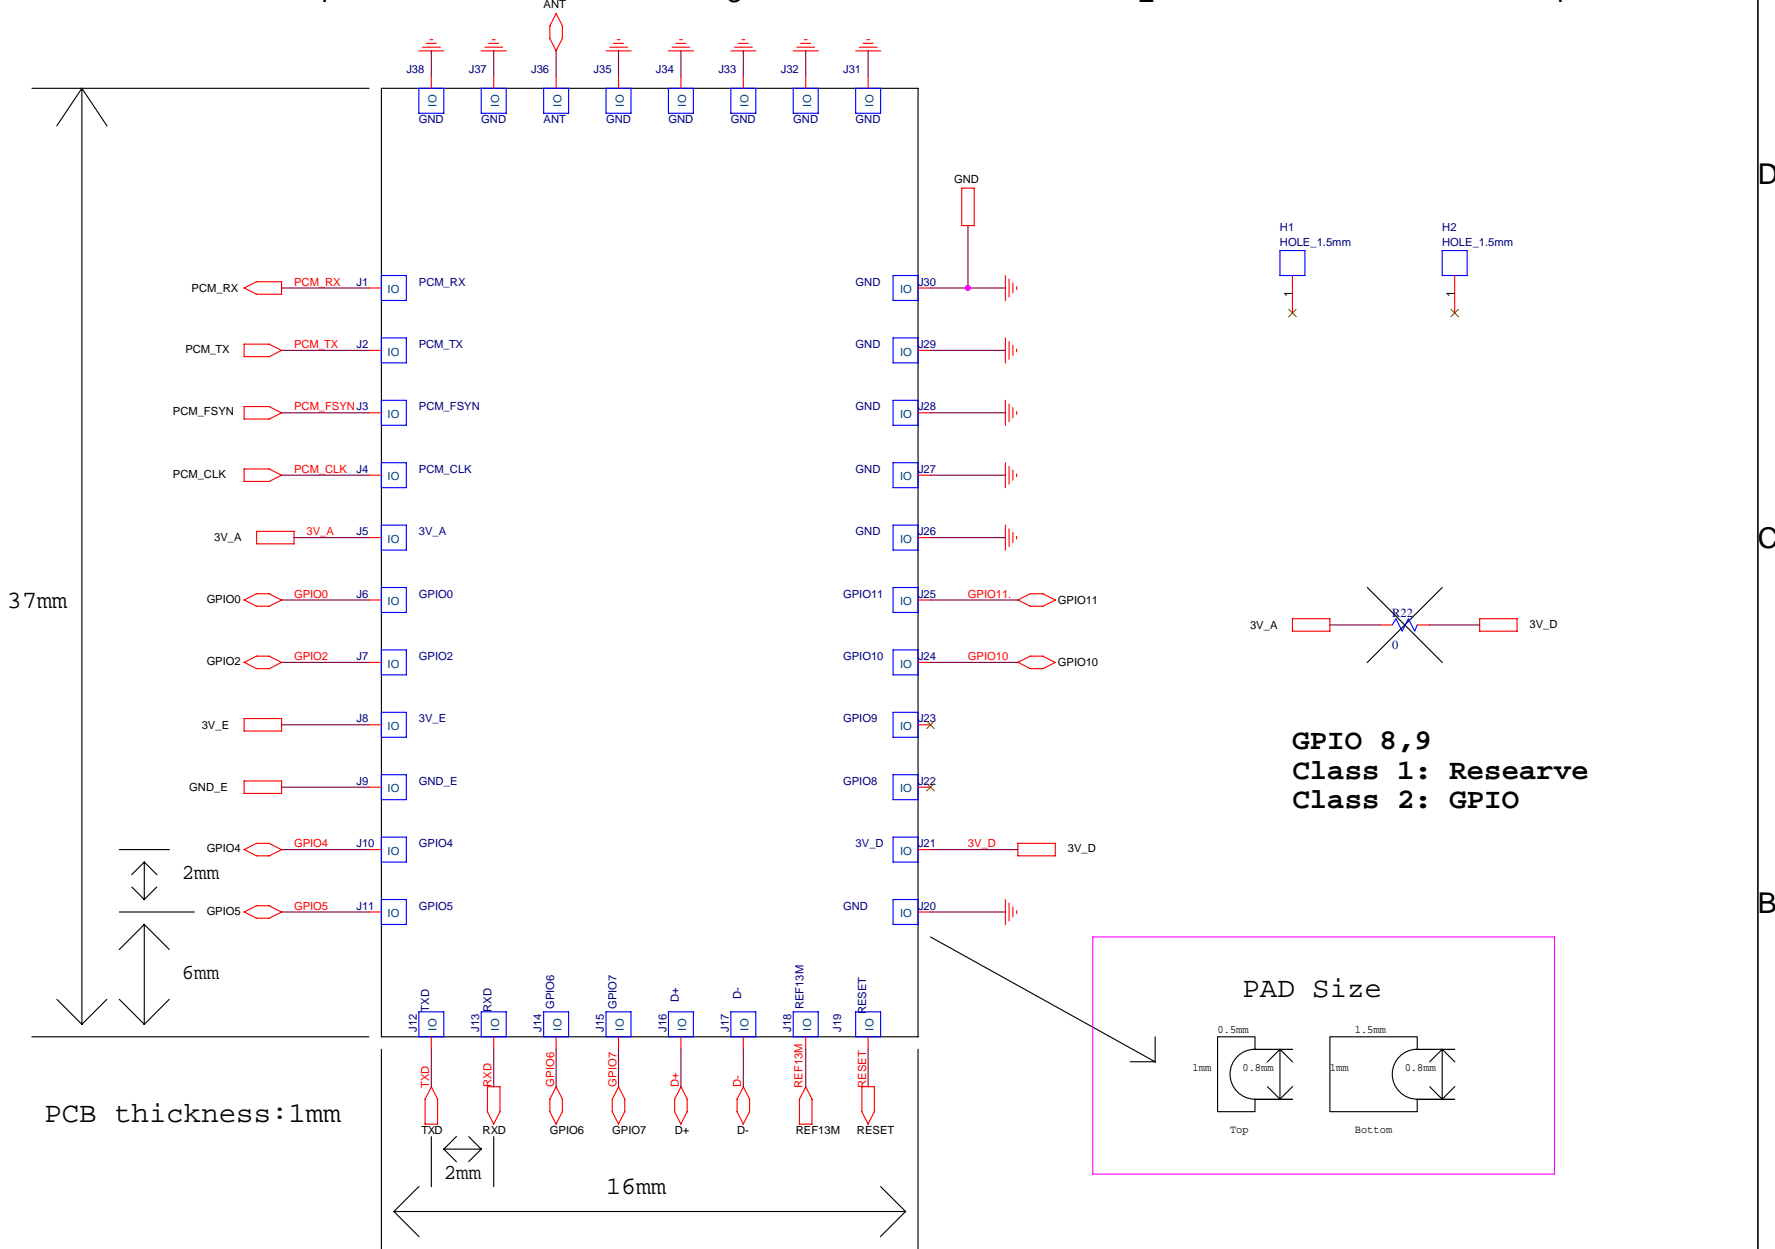 ANT
J38 J37 J36 J35 J34 J33 J32 J31
IO IO IO IO IO IO IO IO
GND GND ANT GND GND GND GND GND
D
GND
H1
HOLE_1.5mm
1
H2
HOLE_1.5mm
1
PCM_RX PCM_RX J1 IO PCM_RX
GND IO J30
PCM_TX PCM_TX J2 IO PCM_TX
GND IO J29
PCM_FSYN PCM_FSYN J3 IO PCM_FSYN
GND IO J28
PCM_CLK PCM_CLK J4 IO PCM_CLK
GND IO J27
3V_A 3V_A J5 IO 3V_A
GND IO J26
C
37mm
GPIO0 GPIO0 J6 IO GPIO0
GPIO11 IO J25 GPIO11. GPIO11
3V_A R22 3V_D
0
GPIO2 GPIO2 J7 IO GPIO2
GPIO10 IO J24 GPIO10 GPIO10
3V_E J8 IO 3V_E
GPIO9 IO J23
GPIO 8,9
Class 1: Researve
Class 2: GPIO
GND_E J9 IO GND_E
GPIO8 IO J22
GPIO4 GPIO4 J10 IO GPIO4
3V_D IO J21 3V_D 3V_D
2mm
GPIO5 GPIO5 J11 IO GPIO5
GND IO J20
B
6mm
TXD RXD GPIO6 GPIO7 D+ D- REF13M RESET
J12 J13 J14 J15 J16 J17 J18 J19
IO IO IO IO IO IO IO IO
TXD RXD GPIO6 GPIO7 D+ D- REF13M RESET
TXD RXD GPIO6 GPIO7 D+ D- REF13M RESET
PCB thickness:1mm
2mm
16mm
PAD Size
0.5mm 1.5mm
1mm 0.8mm 1mm 0.8mm
Top Bottom